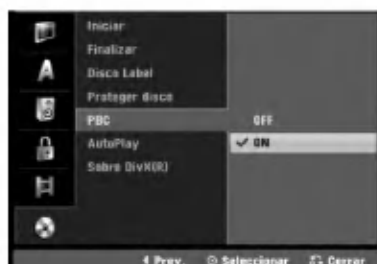 Iniciar
Finalizar
Disco Label
Proteger disco
PBC
OFF
AutoPlay
✓ ON
Sobre DivX(R)
Prev. Seleccionar Cerrar